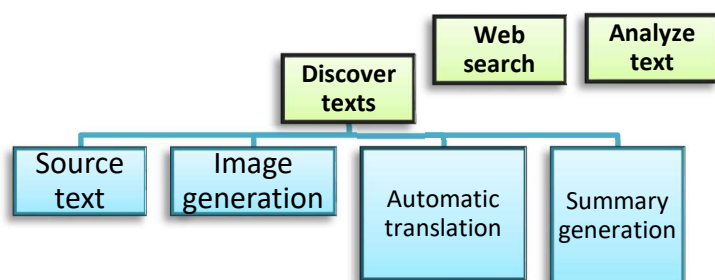 Web
search
Analyze
text
Discover
texts
Source
text
Image
generation
Automatic
translation
Summary
generation